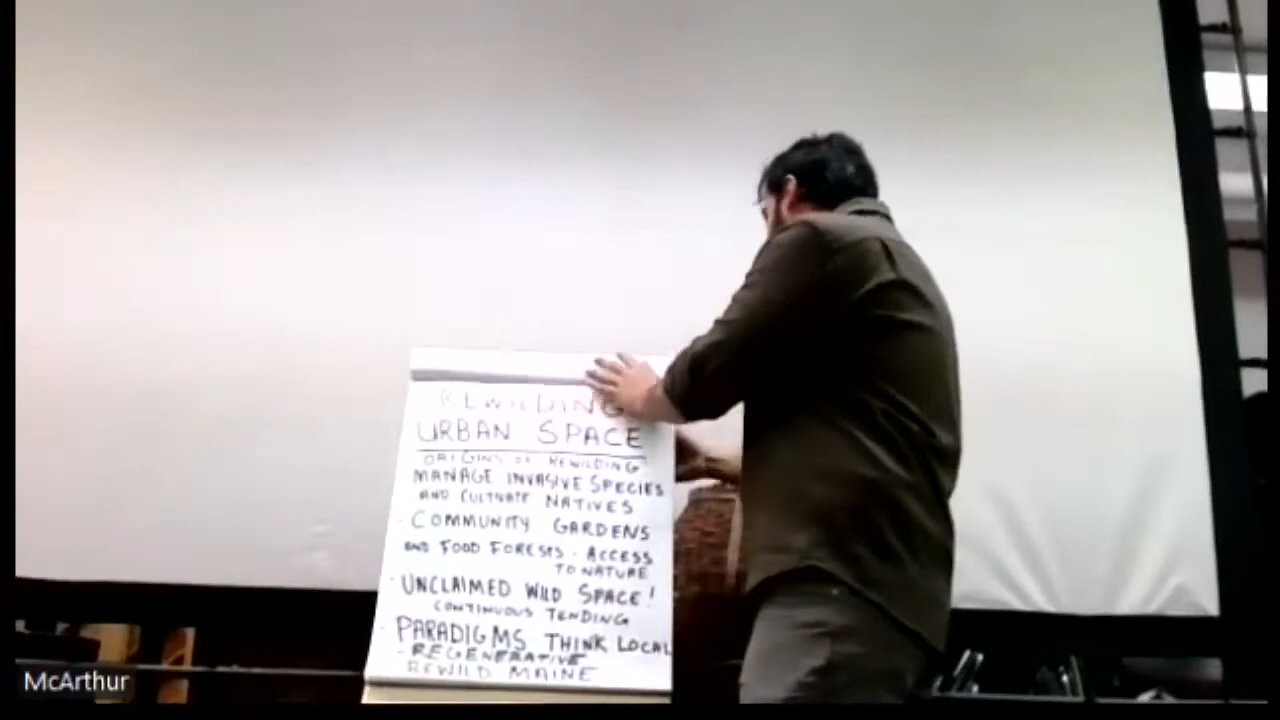 REWILDING
URBAN SPACE
ORIGINS OF REWILDING
MANAGE INVASIVE SPECIES
AND CULTIVATE NATIVES
- COMMUNITY GARDENS
AND FOOD FORESTS - ACCESS
TO NATURE
- UNCLAIMED WILD SPACE!
CONTINUOUS TENDING
- PARADIGMS THINK LOCAL
- REGENERATIVE
REWILD MAINE
McArthur